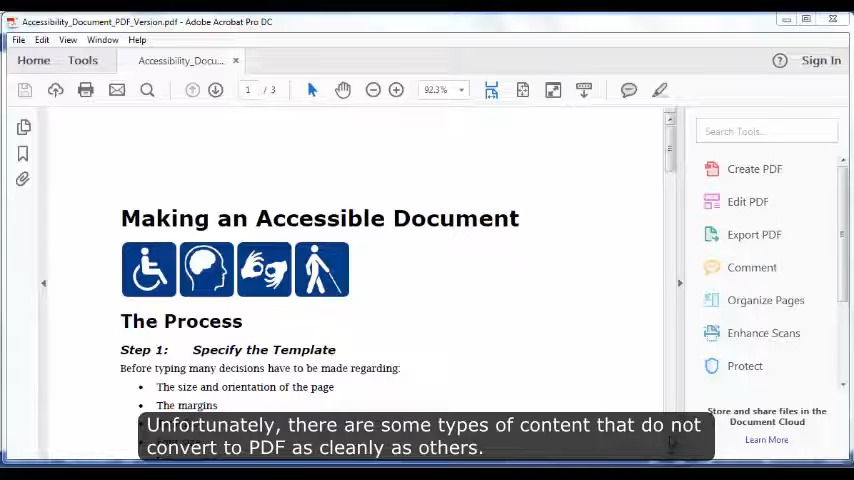 Accessibility_Document_PDF_Version.pdf - Adobe Acrobat Pro DC
File Edit View Window Help
Home Tools Accessibility_Docu... × Sign In
1 / 3 92.3%
Search Tools...
Create PDF
Edit PDF
Export PDF
Comment
Organize Pages
Enhance Scans
Protect
Store and share files in the
Document Cloud
Learn More
Making an Accessible Document
The Process
Step 1: Specify the Template
Before typing many decisions have to be made regarding:
• The size and orientation of the page
• The margins
Unfortunately, there are some types of content that do not
convert to PDF as cleanly as others.